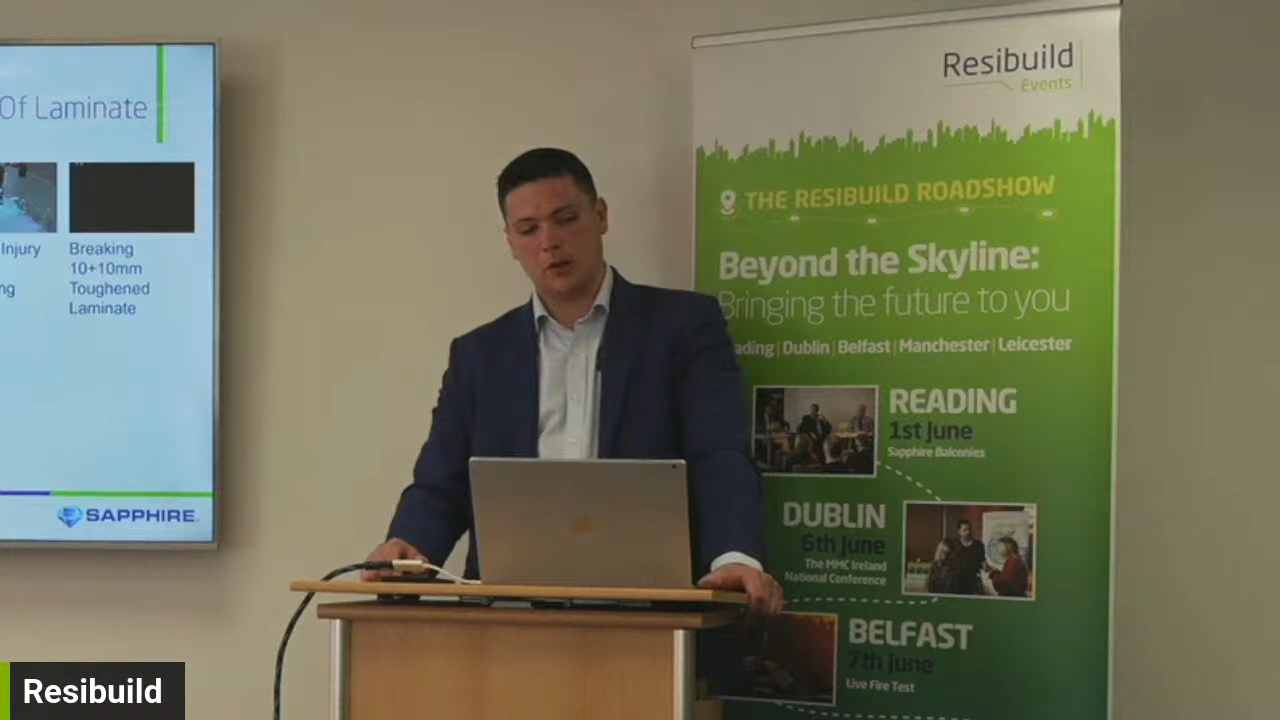 Of Laminate
Injury
ng
Breaking
10+10mm
Toughened
Laminate
SAPPHIRE
Resibuild
Events
THE RESIBUILD ROADSHOW
Beyond the Skyline:
Bringing the future to you
ading | Dublin | Belfast | Manchester | Leicester
READING
1st June
Sapphire Balconies
DUBLIN
6th June
The MMC Ireland
National Conference
BELFAST
7th June
Live Fire Test
Resibuild